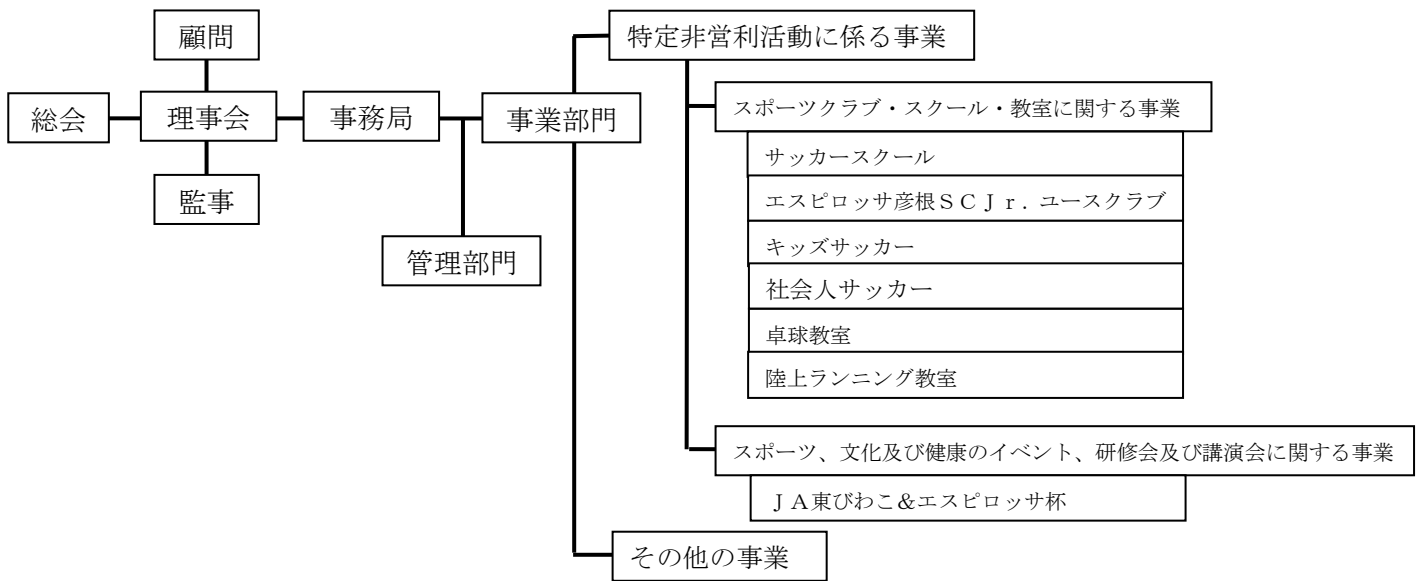 顧問
総会
理事会
事務局
事業部門
監事
管理部門
特定非営利活動に係る事業
スポーツクラブ・スクール・教室に関する事業
サッカースクール
エスピロッサ彦根ＳＣＪｒ．ユースクラブ
キッズサッカー
社会人サッカー
卓球教室
陸上ランニング教室
スポーツ、文化及び健康のイベント、研修会及び講演会に関する事業
ＪＡ東びわこ＆エスピロッサ杯
その他の事業